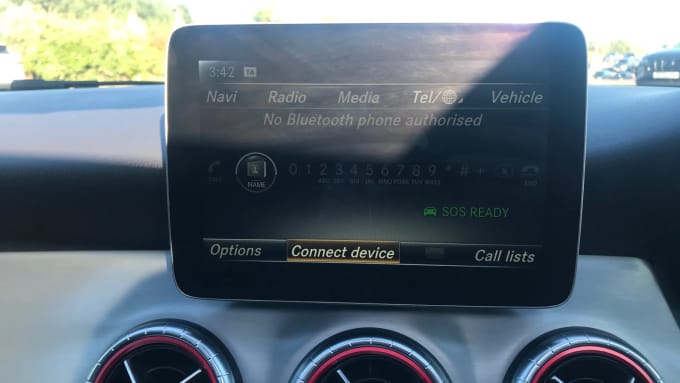 3:42 TA
Navi Radio Media Tel/ Vehicle
No Bluetooth phone authorised
NAME 0 1 2 3 4 5 6 7 8 9 * # +
SOS READY
Options Connect device Call lists